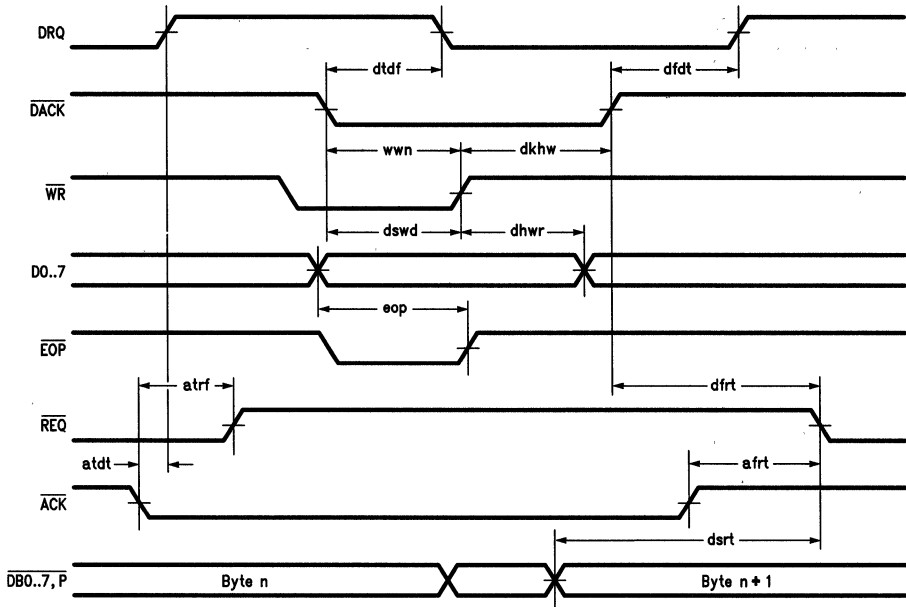 DRQ
dtdf
dfdt
DACK
wwn
dkhw
WR
dswd
dhwr
D0..7
eop
EOP
atrf
dfrt
REQ
atdt
afrt
ACK
dsrt
DB0..7,P
Byte n
Byte n+1